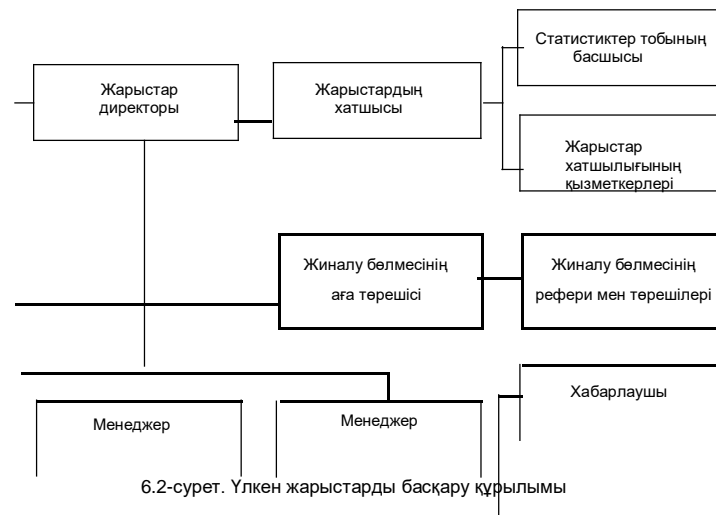 Статистиктер тобының
басшысы
Жарыстар
директоры
Жарыстардың
хатшысы
Жарыстар
хатшылығының
қызметкерлері
Жиналу бөлмесінің
аға төрешісі
Жиналу бөлмесінің
рефери мен төрешілері
Менеджер
Менеджер
Хабарлаушы
6.2-сурет. Үлкен жарыстарды басқару құрылымы